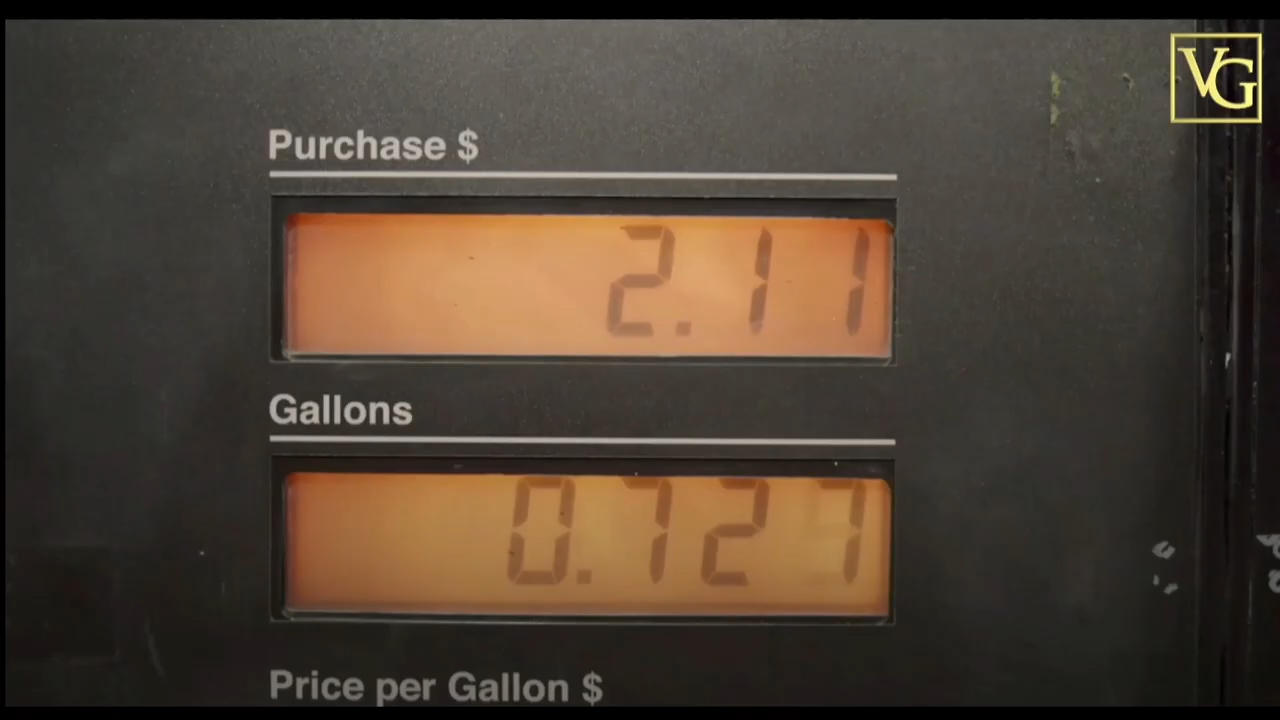 VG
Purchase $
2.11
Gallons
0.727
Price per Gallon $